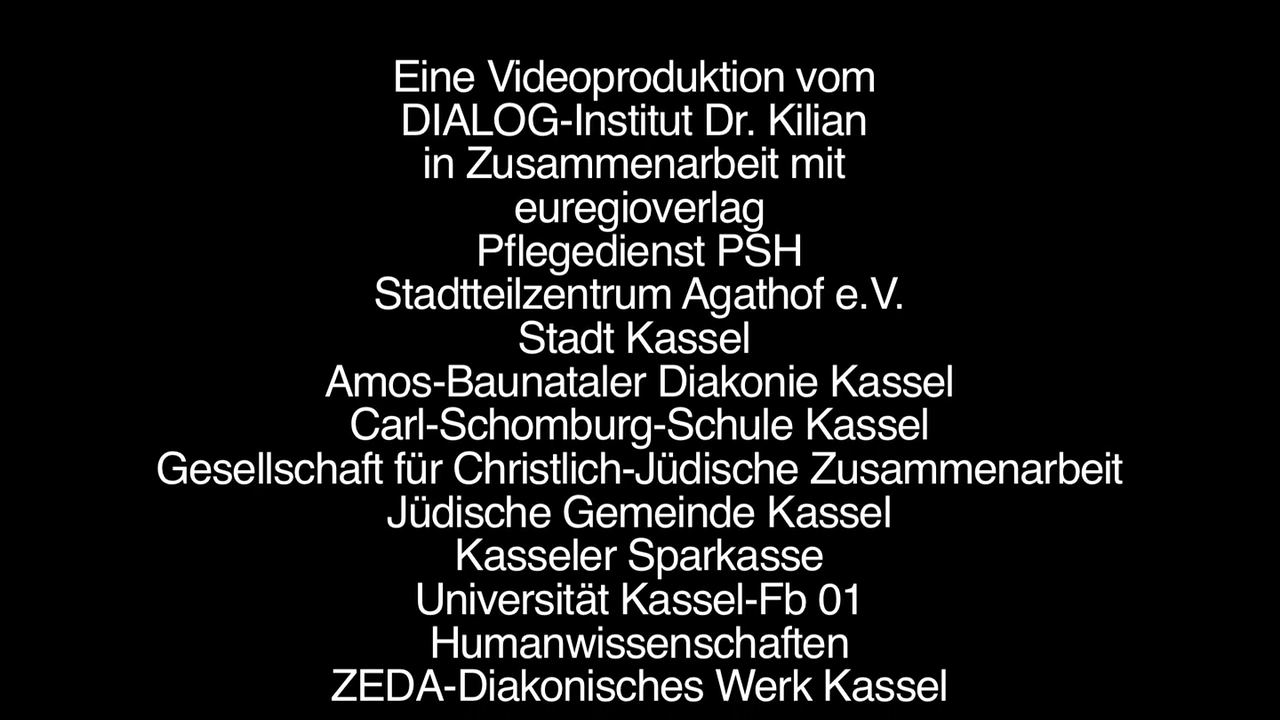 Eine Videoproduktion vom
DIALOG-Institut Dr. Kilian
in Zusammenarbeit mit
euregioverlag
Pflegedienst PSH
Stadtteilzentrum Agathof e.V.
Stadt Kassel
Amos-Baunataler Diakonie Kassel
Carl-Schomburg-Schule Kassel
Gesellschaft für Christlich-Jüdische Zusammenarbeit
Jüdische Gemeinde Kassel
Kasseler Sparkasse
Universität Kassel-Fb 01
Humanwissenschaften
ZEDA-Diakonisches Werk Kassel